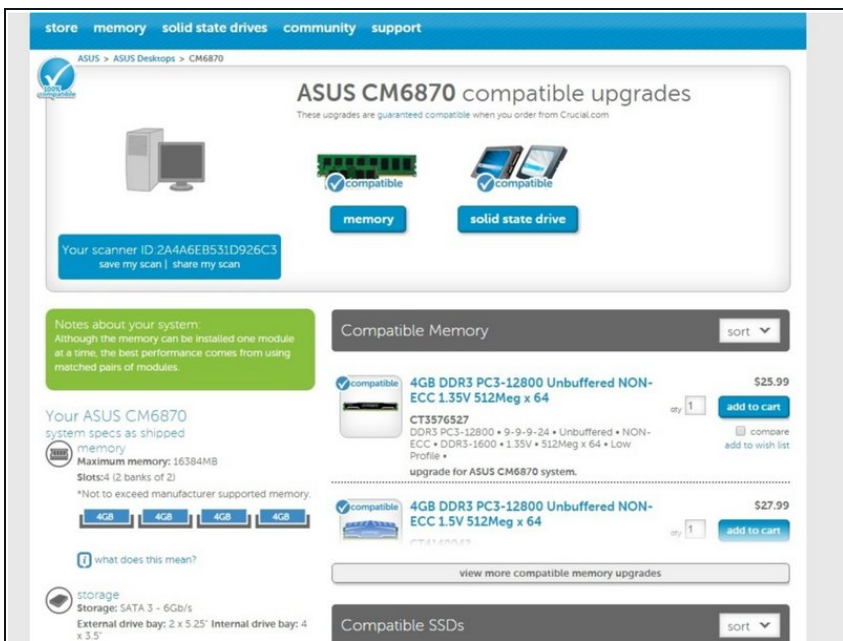 store memory solid state drives community support
ASUS > ASUS Desktops > CM6870
100%
compatible
ASUS CM6870 compatible upgrades
These upgrades are guaranteed compatible when you order from Crucial.com
compatible
compatible
memory
solid state drive
Your scanner ID:2A4A6EB531D926C3
save my scan | share my scan
Notes about your system:
Although the memory can be installed one module
at a time, the best performance comes from using
matched pairs of modules.
Your ASUS CM6870
system specs as shipped
memory
Maximum memory: 16384MB
Slots:4 (2 banks of 2)
*Not to exceed manufacturer supported memory.
4GB 4GB 4GB 4GB
i what does this mean?
storage
Storage: SATA 3 - 6Gb/s
External drive bay: 2 x 5.25" Internal drive bay: 4
x 3.5"
Compatible Memory
sort
compatible
4GB DDR3 PC3-12800 Unbuffered NON-
ECC 1.35V 512Meg x 64
CT3576527
DDR3 PC3-12800 • 9-9-9-24 • Unbuffered • NON-
ECC • DDR3-1600 • 1.35V • 512Meg x 64 • Low
Profile •
upgrade for ASUS CM6870 system.
qty 1
$25.99
add to cart
compare
add to wish list
compatible
4GB DDR3 PC3-12800 Unbuffered NON-
ECC 1.5V 512Meg x 64
qty 1
$27.99
add to cart
view more compatible memory upgrades
Compatible SSDs
sort